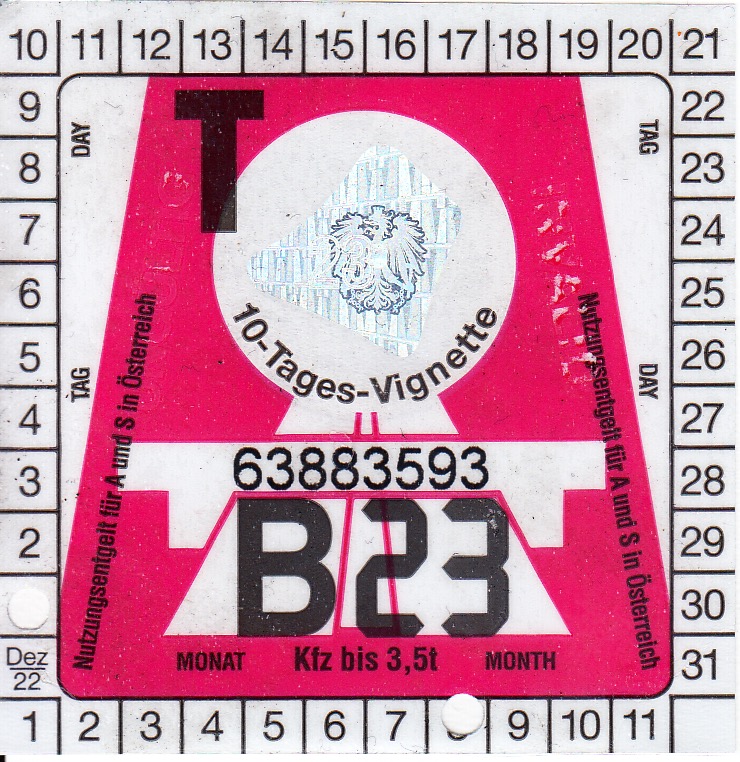 10 11 12 13 14 15 16 17 18 19 20 21
9 DAY T TAG 22
8 23
7 24
6 25
5 TAG DAY 26
4 27
3 28
2 29
30
Dez 22 31
1 2 3 4 5 6 7 9 10 11
10-Tages-Vignette
Nutzungsentgelt für A und S in Österreich
Nutzungsentgelt für A und S in Österreich
63883593
B23
MONAT Kfz bis 3,5t MONTH